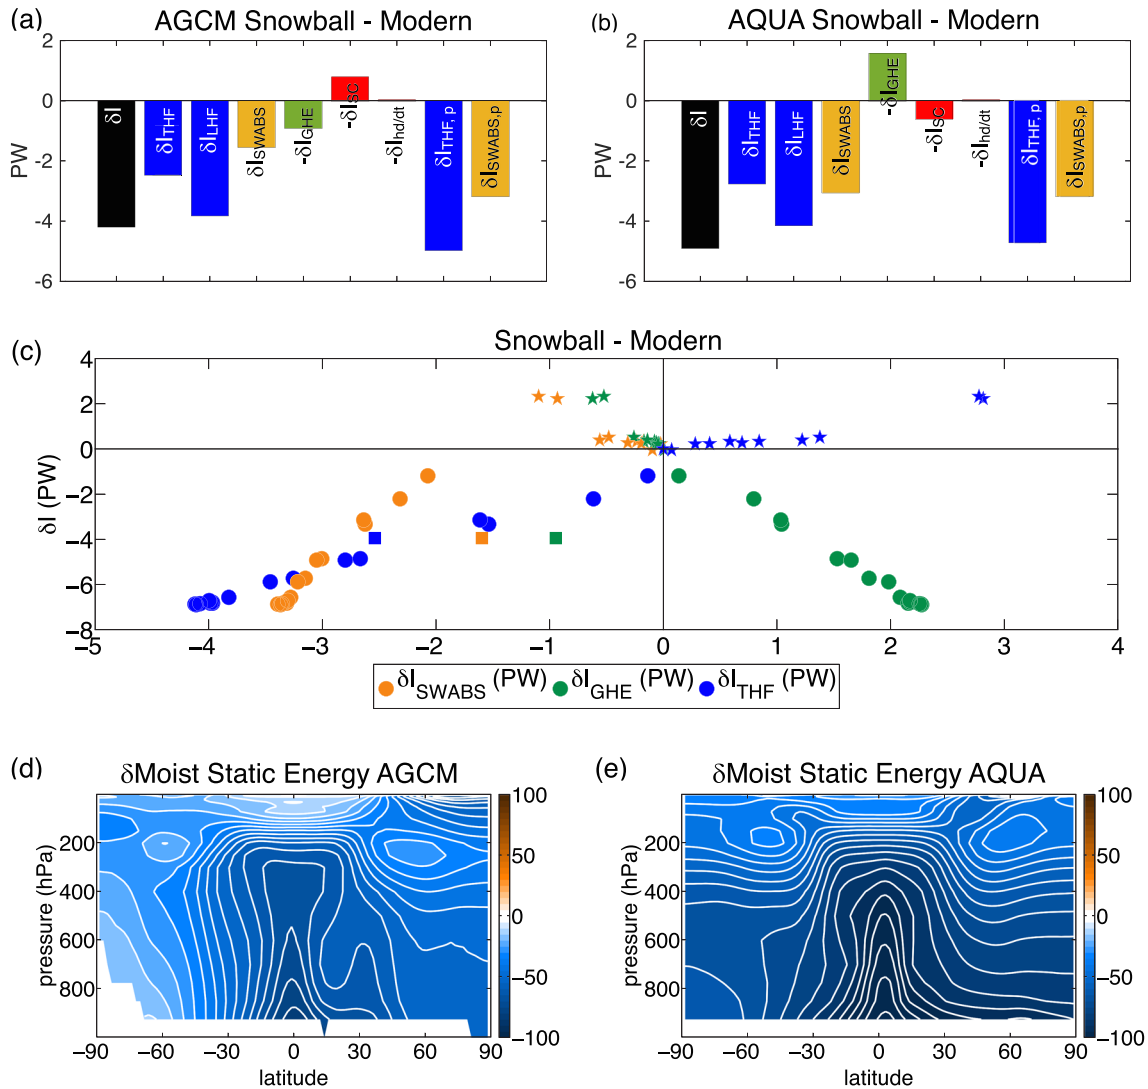 (a) AGCM Snowball - Modern
PW
2
0
-2
-4
-6
δI
δI_THF
δI_LHF
δI_SWABS
-δI_GHE
-δI_SC
-δI_hd/dt
δI_THF, p
δI_SWABS,p
(b) AQUA Snowball - Modern
PW
2
0
-2
-4
-6
δI
δI_THF
δI_LHF
δI_SWABS
-δI_GHE
-δI_SC
-δI_hd/dt
δI_THF, p
δI_SWABS,p
(c) Snowball - Modern
δI (PW)
4
2
0
−2
−4
−6
−8
−5 −4 −3 −2 −1 0 1 2 3 4
δI_SWABS (PW) δI_GHE (PW) δI_THF (PW)
(d) δMoist Static Energy AGCM
pressure (hPa)
200
400
600
800
−90 −60 −30 0 30 60 90
latitude
100
50
0
−50
−100
(e) δMoist Static Energy AQUA
pressure (hPa)
200
400
600
800
−90 −60 −30 0 30 60 90
latitude
100
50
0
−50
−100